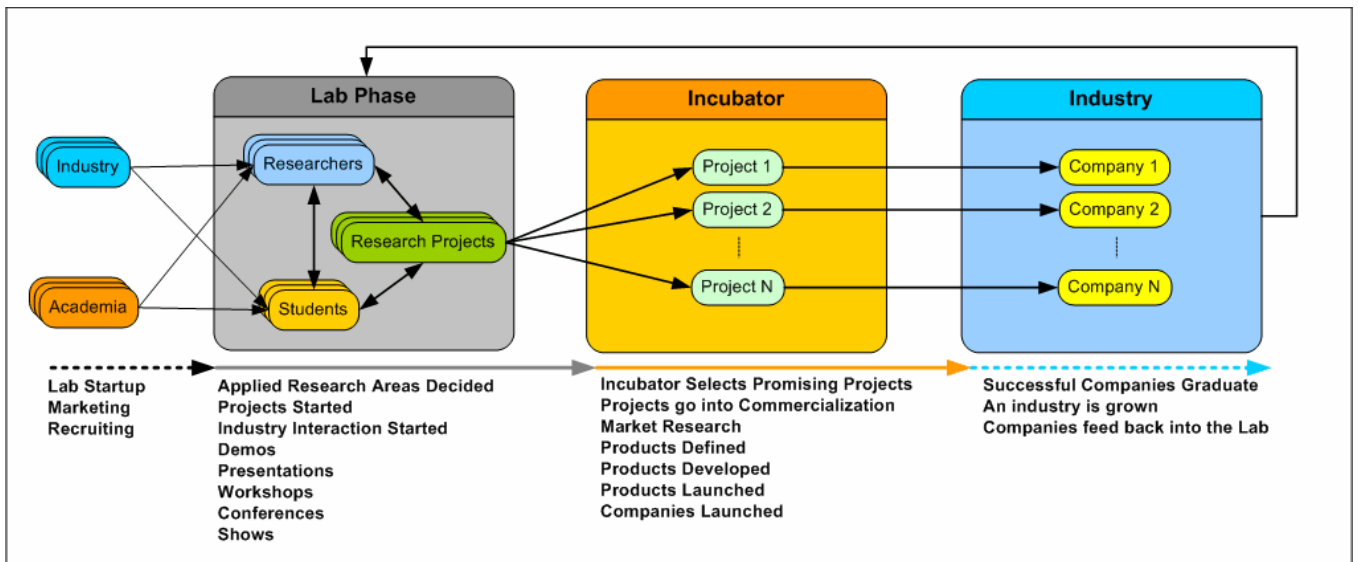 Lab Phase
Incubator
Industry
Industry
Academia
Researchers
Research Projects
Students
Project 1
Project 2
Project N
Company 1
Company 2
Company N
Lab Startup
Marketing
Recruiting
Applied Research Areas Decided
Projects Started
Industry Interaction Started
Demos
Presentations
Workshops
Conferences
Shows
Incubator Selects Promising Projects
Projects go into Commercialization
Market Research
Products Defined
Products Developed
Products Launched
Companies Launched
Successful Companies Graduate
An industry is grown
Companies feed back into the Lab